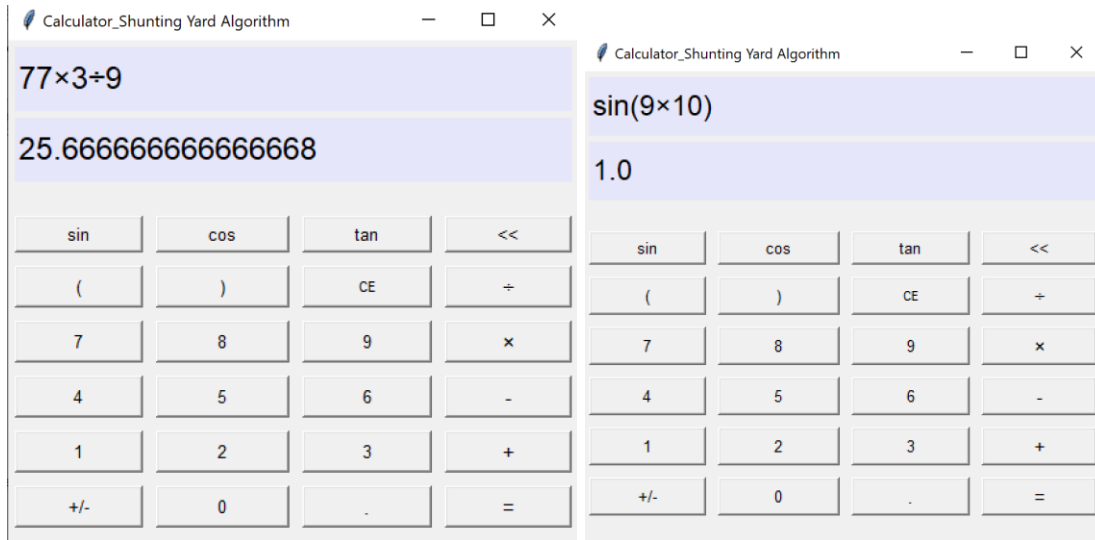 Calculator_Shunting Yard Algorithm
77×3÷9
25.666666666666668
sin cos tan <<
( ) CE ÷
7 8 9 ×
4 5 6 -
1 2 3 +
+/- 0 . =
Calculator_Shunting Yard Algorithm
sin(9×10)
1.0
sin cos tan <<
( ) CE ÷
7 8 9 ×
4 5 6 -
1 2 3 +
+/- 0 . =